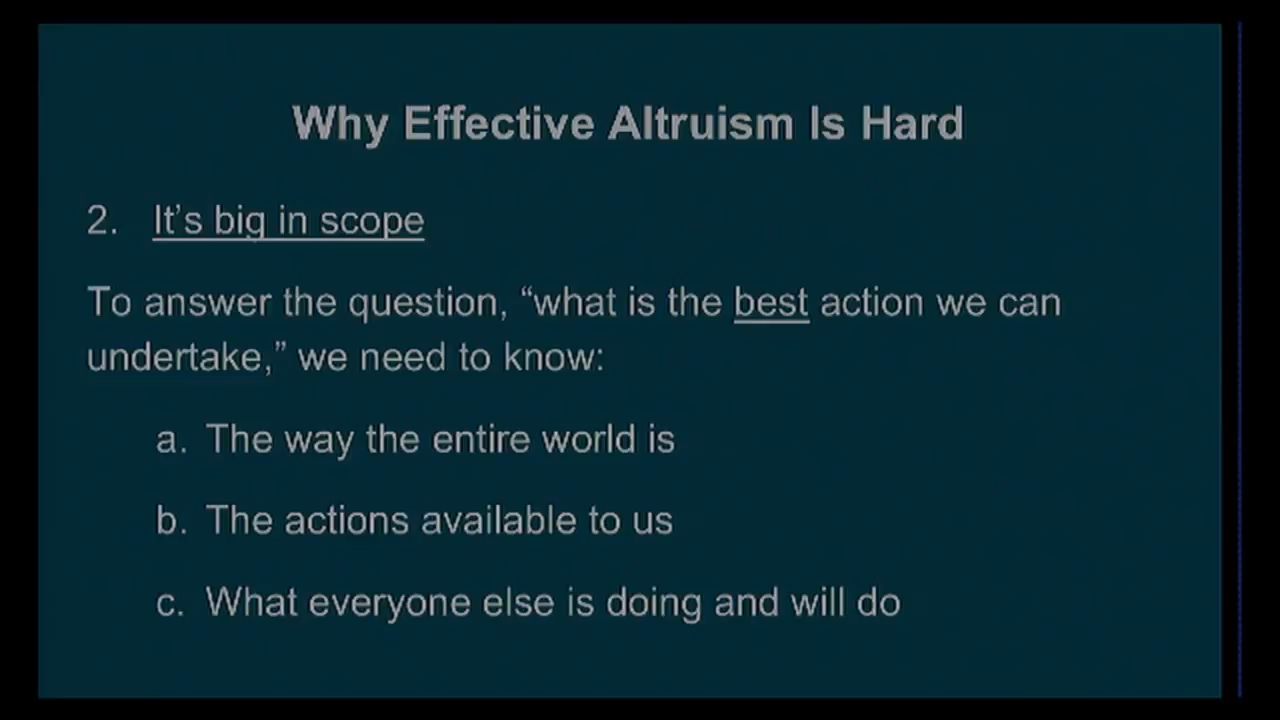 Why Effective Altruism Is Hard
2. It's big in scope
To answer the question, “what is the best action we can
undertake,” we need to know:
a. The way the entire world is
b. The actions available to us
c. What everyone else is doing and will do